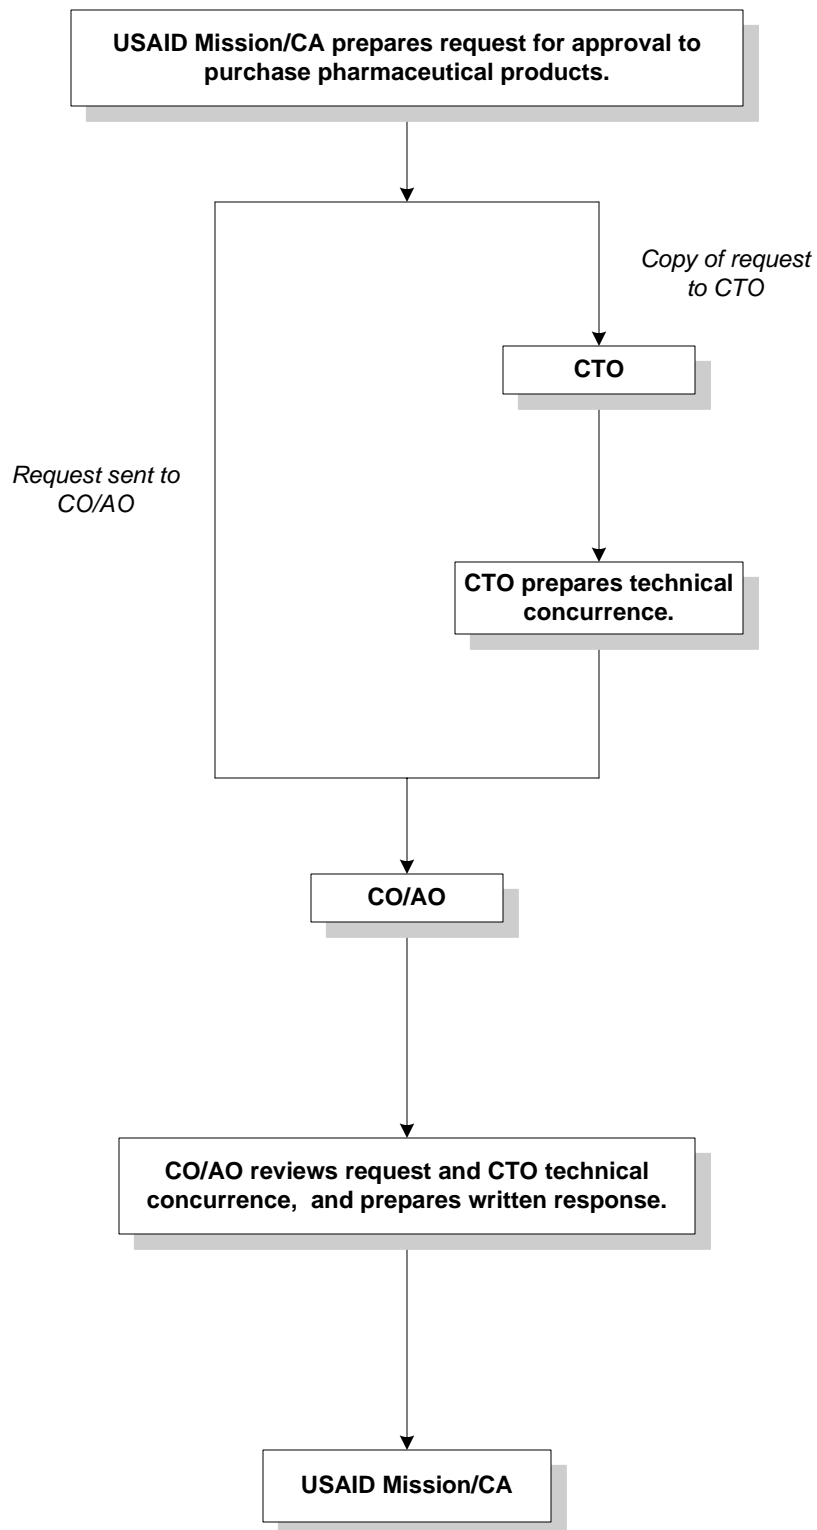 USAID Mission/CA prepares request for approval to
purchase pharmaceutical products.
Copy of request
to CTO
CTO
Request sent to
CO/AO
CTO prepares technical
concurrence.
CO/AO
CO/AO reviews request and CTO technical
concurrence,  and prepares written response.
USAID Mission/CA